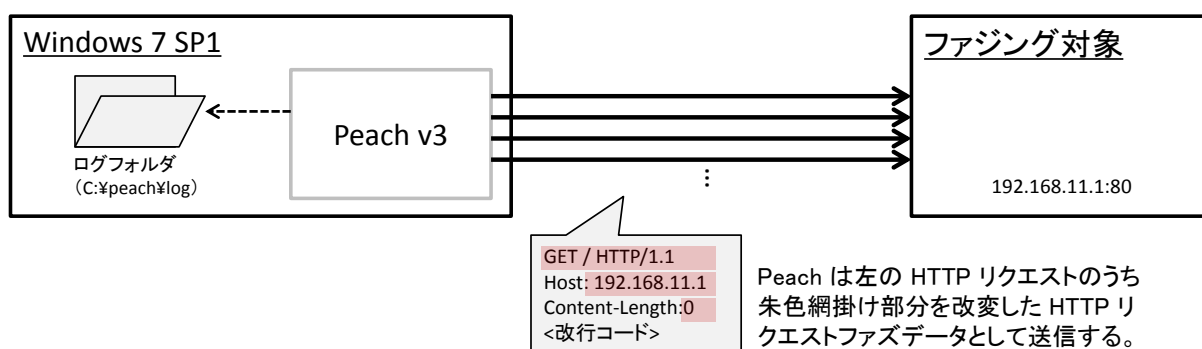 Windows 7 SP1
ログフォルダ
（C:¥peach¥log）
Peach v3
ファジング対象
192.168.11.1:80
⋮
GET / HTTP/1.1
Host: 192.168.11.1
Content-Length:0
<改行コード>
Peach は左の HTTP リクエストのうち
朱色網掛け部分を改変した HTTP リ
クエストファズデータとして送信する。